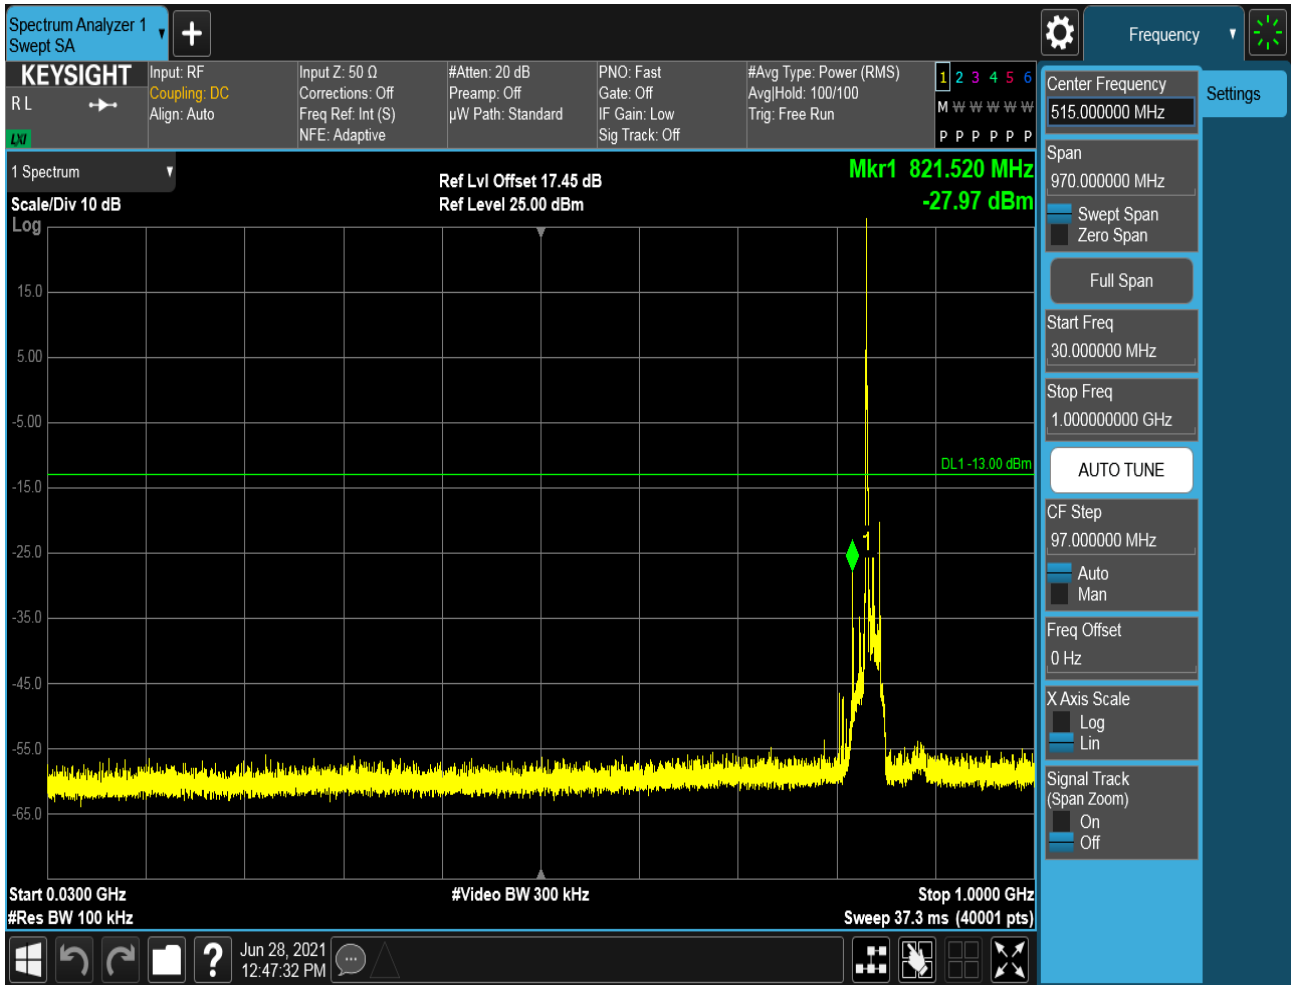 Spectrum Analyzer 1
Swept SA
Frequency
KEYSIGHT
R L
LXI
Input: RF
Coupling: DC
Align: Auto
Input Z: 50 Ω
Corrections: Off
Freq Ref: Int (S)
NFE: Adaptive
#Atten: 20 dB
Preamp: Off
µW Path: Standard
PNO: Fast
Gate: Off
IF Gain: Low
Sig Track: Off
#Avg Type: Power (RMS)
Avg|Hold: 100/100
Trig: Free Run
1 2 3 4 5 6
M W W W W W
P P P P P P
1 Spectrum
Scale/Div 10 dB
Log
Ref Lvl Offset 17.45 dB
Ref Level 25.00 dBm
Mkr1 821.520 MHz
-27.97 dBm
15.0
5.00
-5.00
-15.0
-25.0
-35.0
-45.0
-55.0
-65.0
DL1 -13.00 dBm
1
Start 0.0300 GHz
#Res BW 100 kHz
#Video BW 300 kHz
Stop 1.0000 GHz
Sweep 37.3 ms (40001 pts)
Center Frequency
515.000000 MHz
Settings
Span
970.000000 MHz
Swept Span
Zero Span
Full Span
Start Freq
30.000000 MHz
Stop Freq
1.000000000 GHz
AUTO TUNE
CF Step
97.000000 MHz
Auto
Man
Freq Offset
0 Hz
X Axis Scale
Log
Lin
Signal Track
(Span Zoom)
On
Off
?
Jun 28, 2021
12:47:32 PM